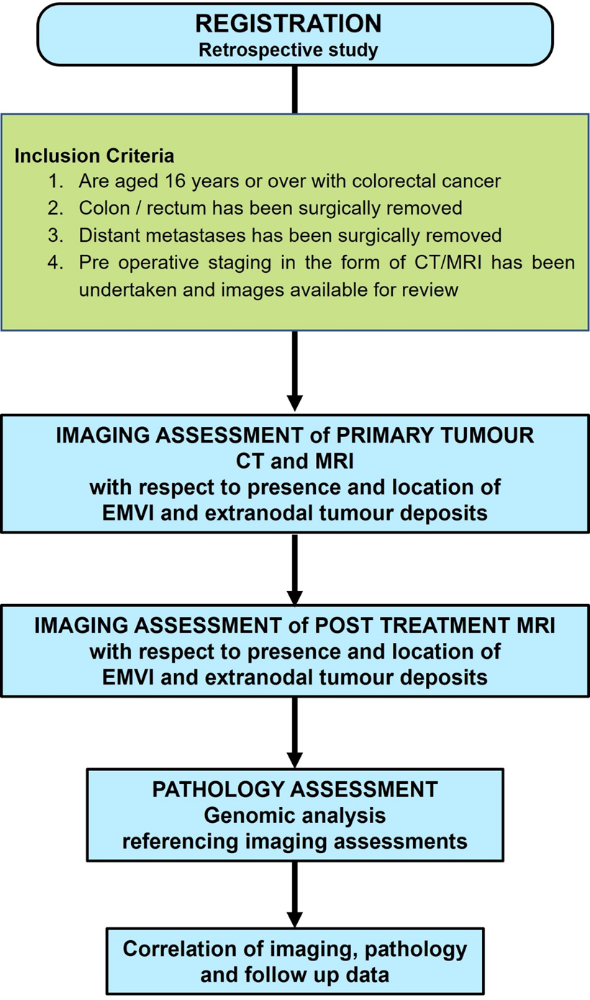 REGISTRATION
Retrospective study
Inclusion Criteria
1. Are aged 16 years or over with colorectal cancer
2. Colon / rectum has been surgically removed
3. Distant metastases has been surgically removed
4. Pre operative staging in the form of CT/MRI has been
undertaken and images available for review
IMAGING ASSESSMENT of PRIMARY TUMOUR
CT and MRI
with respect to presence and location of
EMVI and extranodal tumour deposits
IMAGING ASSESSMENT of POST TREATMENT MRI
with respect to presence and location of
EMVI and extranodal tumour deposits
PATHOLOGY ASSESSMENT
Genomic analysis
referencing imaging assessments
Correlation of imaging, pathology
and follow up data